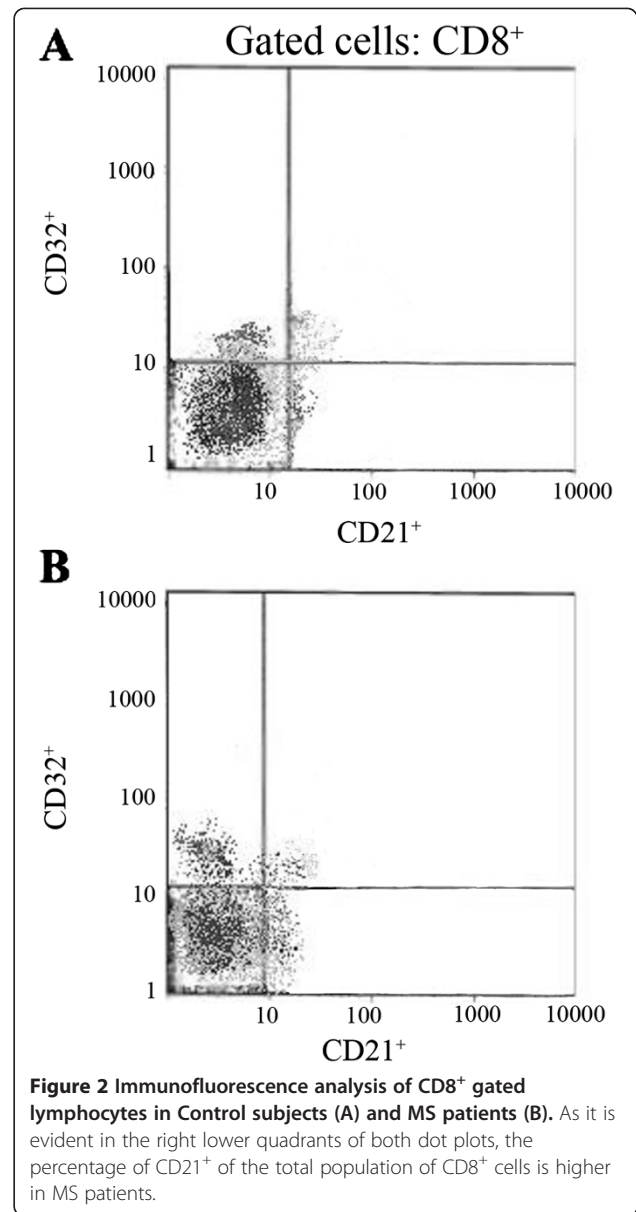 A
Gated cells: CD8⁺
10000
1000
100
10
1
CD32⁺
10 100 1000 10000
CD21⁺
B
10000
1000
100
10
1
CD32⁺
10 100 1000 10000
CD21⁺
Figure 2 Immunofluorescence analysis of CD8⁺ gated
lymphocytes in Control subjects (A) and MS patients (B). As it is
evident in the right lower quadrants of both dot plots, the
percentage of CD21⁺ of the total population of CD8⁺ cells is higher
in MS patients.